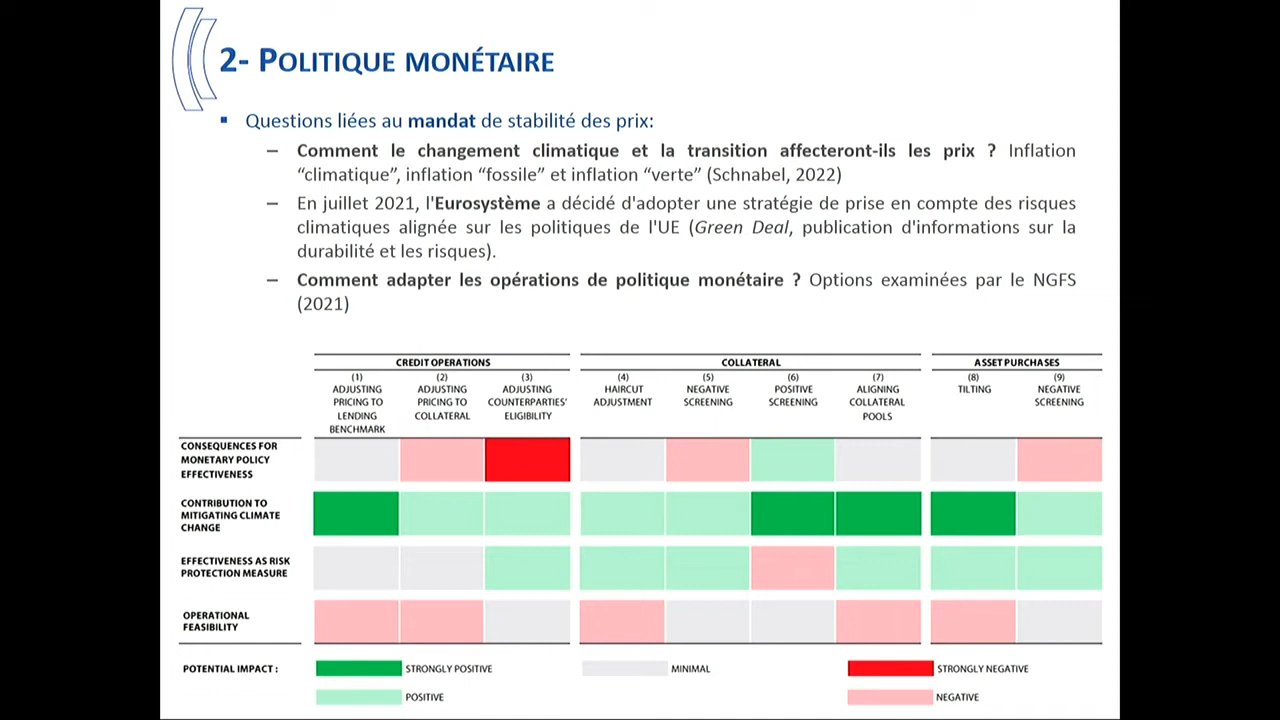 2- POLITIQUE MONÉTAIRE
Questions liées au mandat de stabilité des prix:
– Comment le changement climatique et la transition affecteront-ils les prix ? Inflation
“climatique”, inflation “fossile” et inflation “verte” (Schnabel, 2022)
– En juillet 2021, l'Eurosystème a décidé d'adopter une stratégie de prise en compte des risques
climatiques alignée sur les politiques de l'UE (Green Deal, publication d'informations sur la
durabilité et les risques).
– Comment adapter les opérations de politique monétaire ? Options examinées par le NGFS
(2021)
CREDIT OPERATIONS
COLLATERAL
ASSET PURCHASES
(1)
ADJUSTING
PRICING TO
LENDING
BENCHMARK
(2)
ADJUSTING
PRICING TO
COLLATERAL
(3)
ADJUSTING
COUNTERPARTIES’
ELIGIBILITY
(4)
HAIRCUT
ADJUSTMENT
(5)
NEGATIVE
SCREENING
(6)
POSITIVE
SCREENING
(7)
ALIGNING
COLLATERAL
POOLS
(8)
TILTING
(9)
NEGATIVE
SCREENING
CONSEQUENCES FOR
MONETARY POLICY
EFFECTIVENESS
CONTRIBUTION TO
MITIGATING CLIMATE
CHANGE
EFFECTIVENESS AS RISK
PROTECTION MEASURE
OPERATIONAL
FEASIBILITY
POTENTIAL IMPACT :
STRONGLY POSITIVE
MINIMAL
STRONGLY NEGATIVE
POSITIVE
NEGATIVE